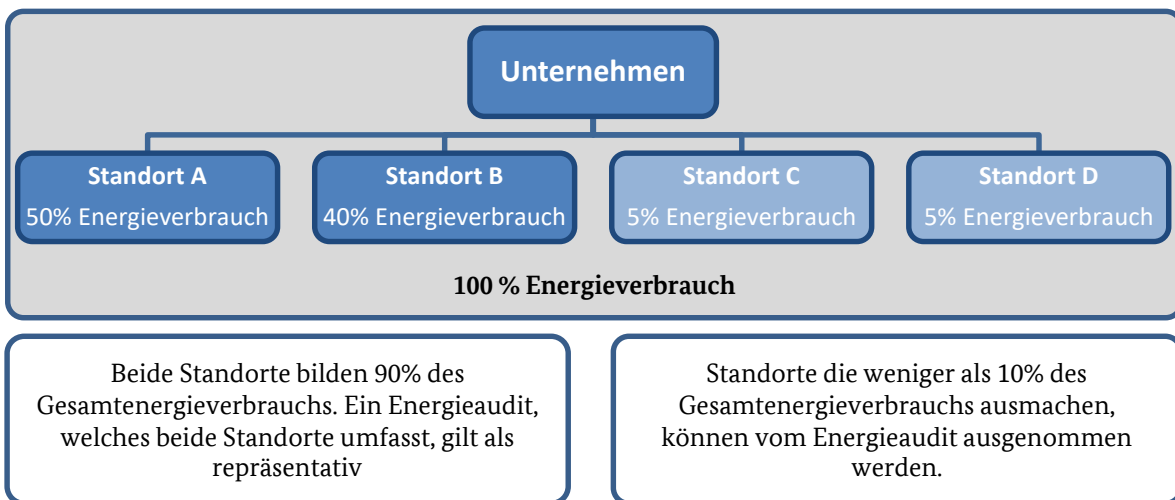 Unternehmen
Standort A
50% Energieverbrauch
Standort B
40% Energieverbrauch
Standort C
5% Energieverbrauch
Standort D
5% Energieverbrauch
100 % Energieverbrauch
Beide Standorte bilden 90% des
Gesamtenergieverbrauchs. Ein Energieaudit,
welches beide Standorte umfasst, gilt als
repräsentativ
Standorte die weniger als 10% des
Gesamtenergieverbrauchs ausmachen,
können vom Energieaudit ausgenommen
werden.